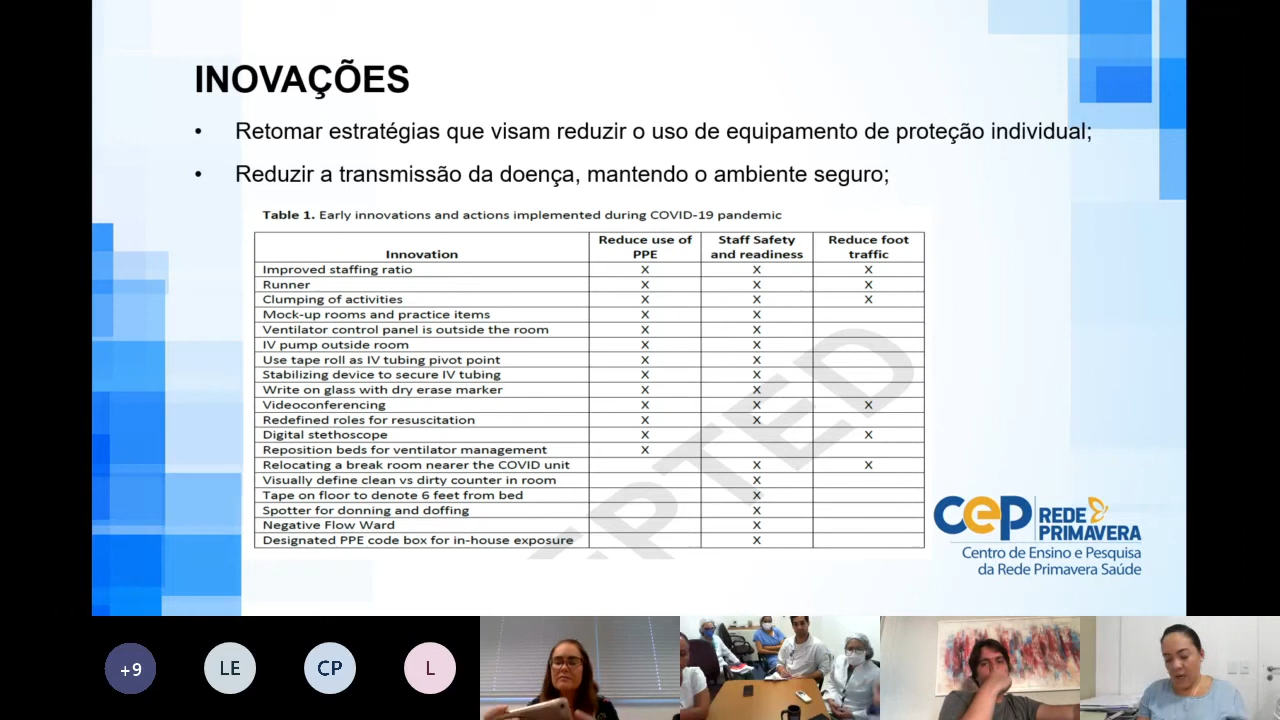 INOVAÇÕES
• Retomar estratégias que visam reduzir o uso de equipamento de proteção individual;
• Reduzir a transmissão da doença, mantendo o ambiente seguro;
Table 1. Early innovations and actions implemented during COVID-19 pandemic
Innovation Reduce use of PPE Staff Safety and readiness Reduce foot traffic
Improved staffing ratio X X X
Runner X X X
Clumping of activities X X X
Mock-up rooms and practice items X X
Ventilator control panel is outside the room X X
IV pump outside room X X
Use tape roll as IV tubing pivot point X X
Stabilizing device to secure IV tubing X X
Write on glass with dry erase marker X X
Videoconferencing X X X
Redefined roles for resuscitation X X
Digital stethoscope X X
Reposition beds for ventilator management X
Relocating a break room nearer the COVID unit X X
Visually define clean vs dirty counter in room X
Tape on floor to denote 6 feet from bed X
Spotter for donning and doffing X
Negative Flow Ward X
Designated PPE code box for in-house exposure X
EPTED
cep REDE PRIMAVERA
Centro de Ensino e Pesquisa
da Rede Primavera Saúde
+9 LE CP L